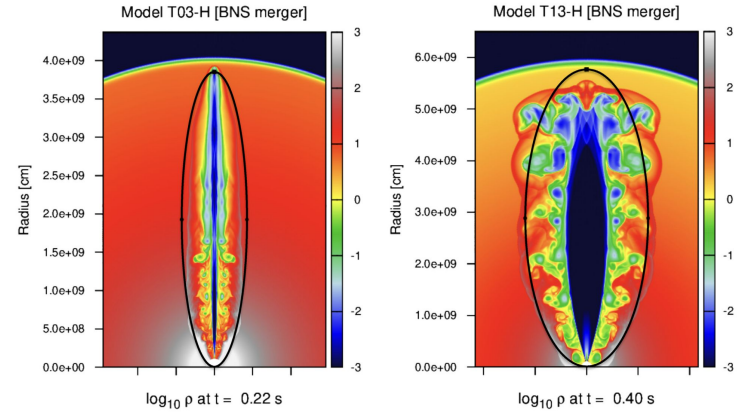 Model T03-H [BNS merger]
Model T13-H [BNS merger]
4.0e+09
3.5e+09
3.0e+09
2.5e+09
2.0e+09
1.5e+09
1.0e+09
5.0e+08
0.0e+00
Radius [cm]
3
2
1
0
-1
-2
-3
6.0e+09
5.0e+09
4.0e+09
3.0e+09
2.0e+09
1.0e+09
0.0e+00
Radius [cm]
3
2
1
0
-1
-2
-3
log10 ρ at t = 0.22 s
log10 ρ at t = 0.40 s